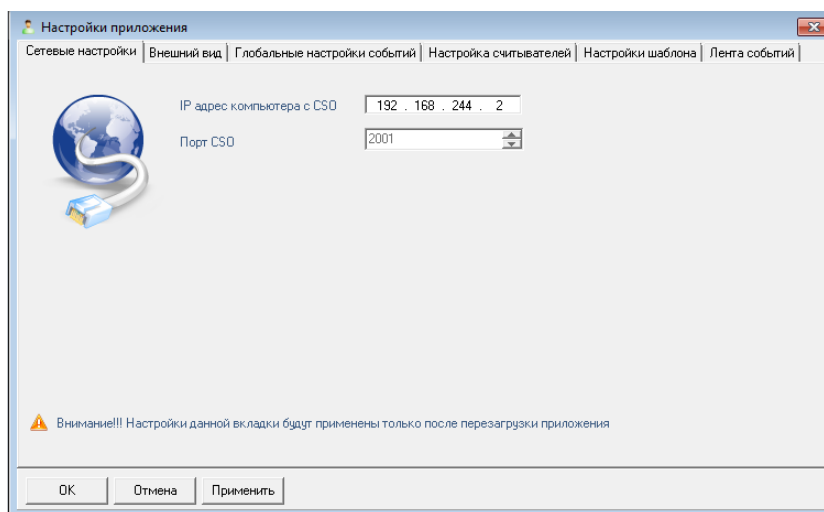 Настройки приложения
Сетевые настройки Внешний вид Глобальные настройки событий Настройка считывателей Настройки шаблона Лента событий
IP адрес компьютера с CSO 192 . 168 . 244 . 2
Порт CSO 2001
Внимание!!! Настройки данной вкладки будут применены только после перезагрузки приложения
OK Отмена Применить